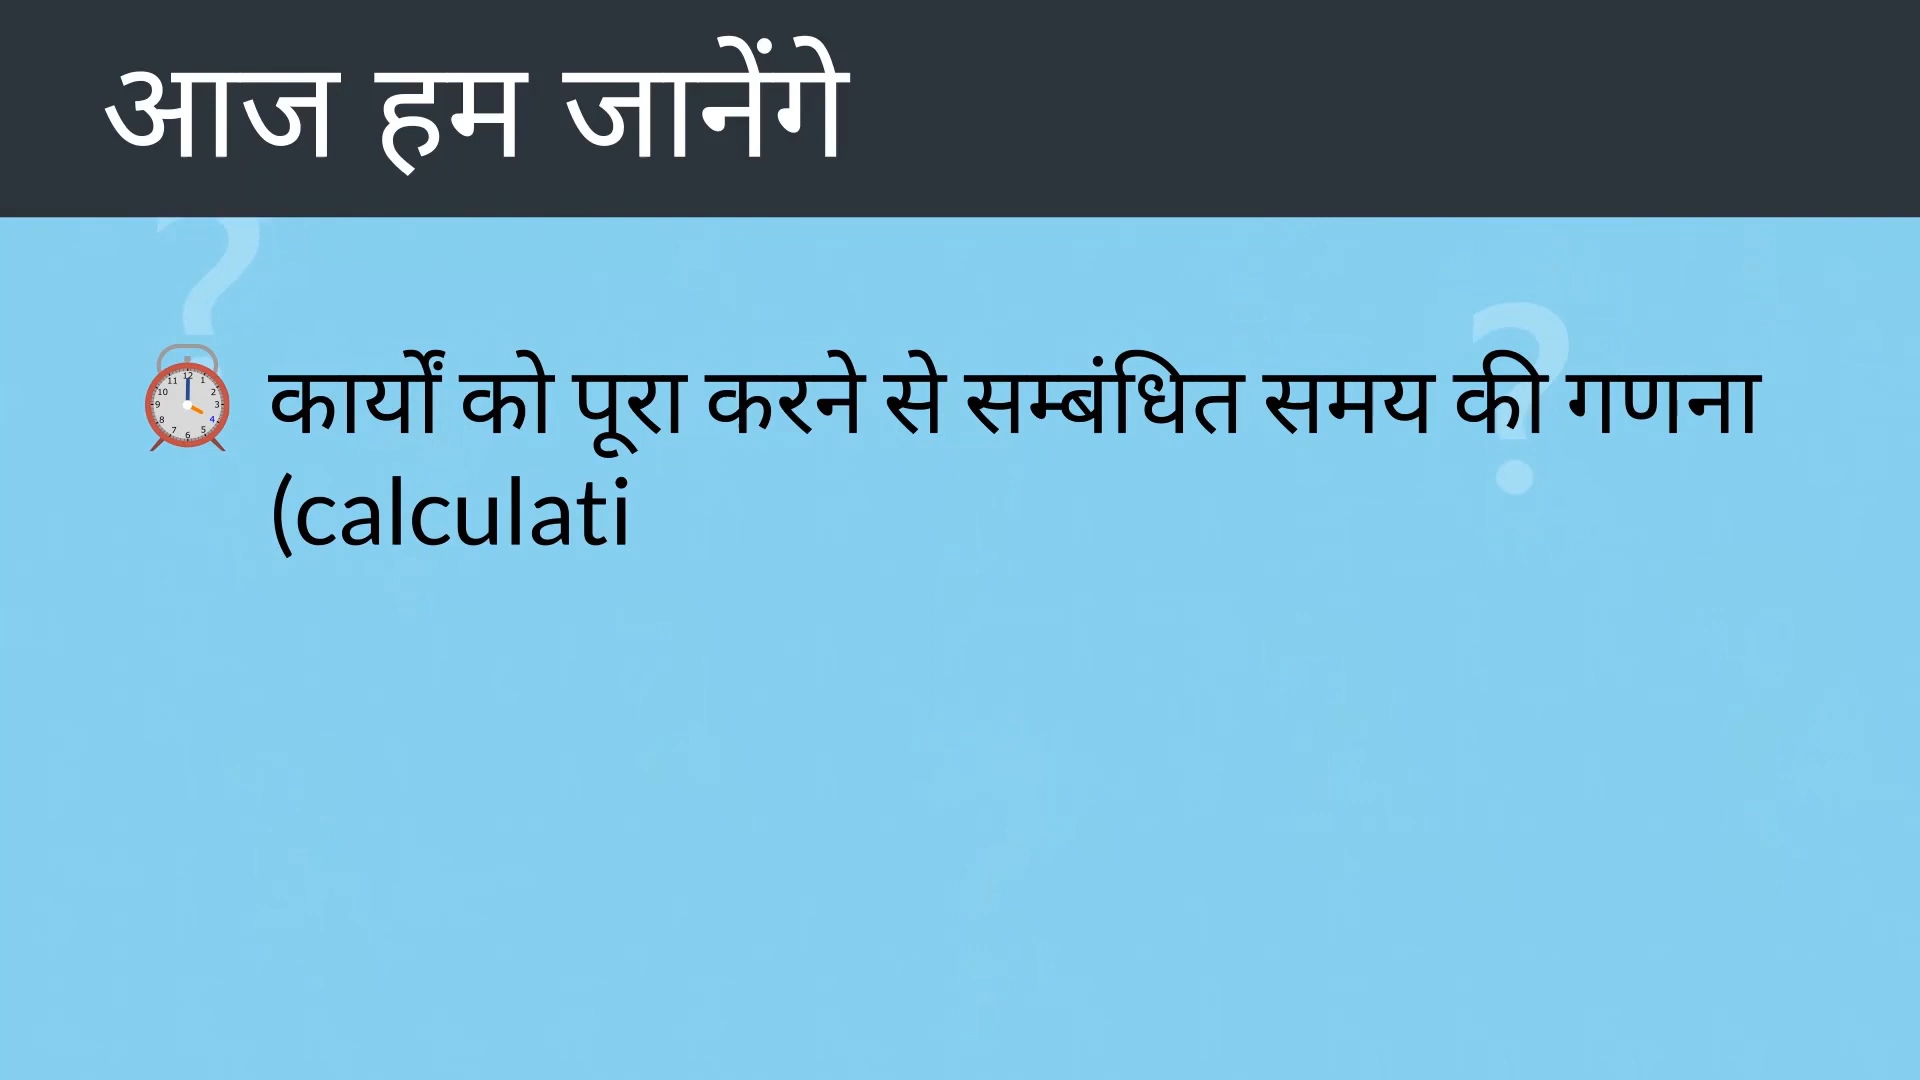 आज हम जानेंगे
कार्यों को पूरा करने से सम्बंधित समय की गणना
(calculati